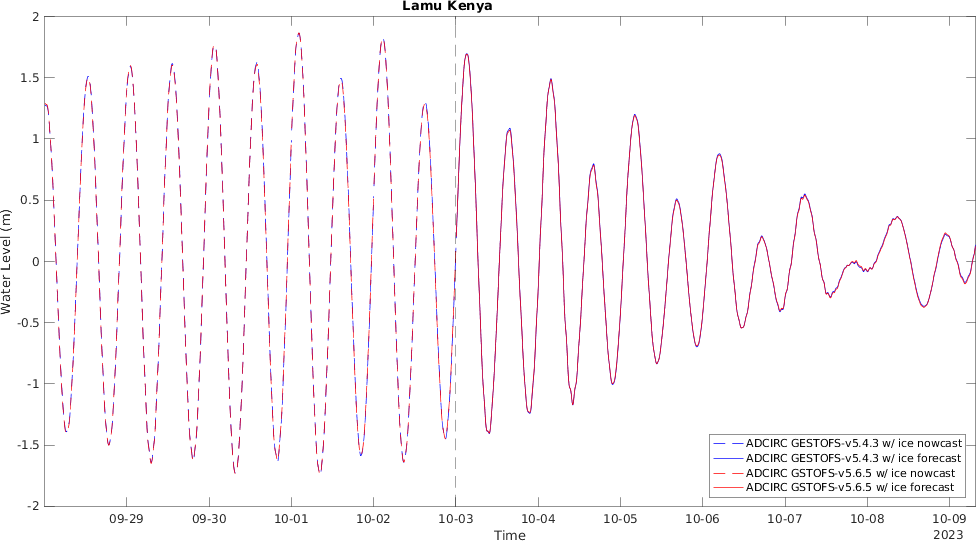 Lamu Kenya
2
1.5
1
0.5
0
-0.5
-1
-1.5
-2
Water Level (m)
ADCIRC GESTOFS-v5.4.3 w/ ice nowcast
ADCIRC GESTOFS-v5.4.3 w/ ice forecast
ADCIRC GSTOFS-v5.6.5 w/ ice nowcast
ADCIRC GSTOFS-v5.6.5 w/ ice forecast
09-29 09-30 10-01 10-02 10-03 10-04 10-05 10-06 10-07 10-08 10-09
Time
2023